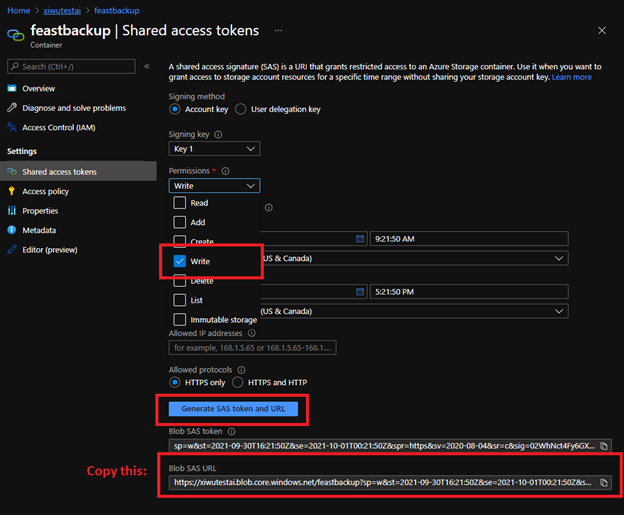 Home > xiwutestai > feastbackup
feastbackup | Shared access tokens ...
Container
Search (Ctrl+/)
Overview
Diagnose and solve problems
Access Control (IAM)
Settings
Shared access tokens
Access policy
Properties
Metadata
Editor (preview)
A shared access signature (SAS) is a URI that grants restricted access to an Azure Storage container. Use it when you want to
grant access to storage account resources for a specific time range without sharing your storage account key. Learn more
Signing method
Account key User delegation key
Signing key
Key 1
Permissions *
Write
Read
Add
Create
Write
Delete
List
Immutable storage
9:21:50 AM
(US & Canada)
5:21:50 PM
(US & Canada)
Allowed IP addresses
for example, 168.1.5.65 or 168.1.5.65-168.1....
Allowed protocols
HTTPS only HTTPS and HTTP
Generate SAS token and URL
Blob SAS token
sp=w&st=2021-09-30T16:21:50Z&se=2021-10-01T00:21:50Z&spr=https&sv=2020-08-04&sr=c&sig=02WhNct4Fy6GX...
Copy this:
Blob SAS URL
https://xiwutestai.blob.core.windows.net/feastbackup?sp=w&st=2021-09-30T16:21:50Z&se=2021-10-01T00:21:50Z&s...